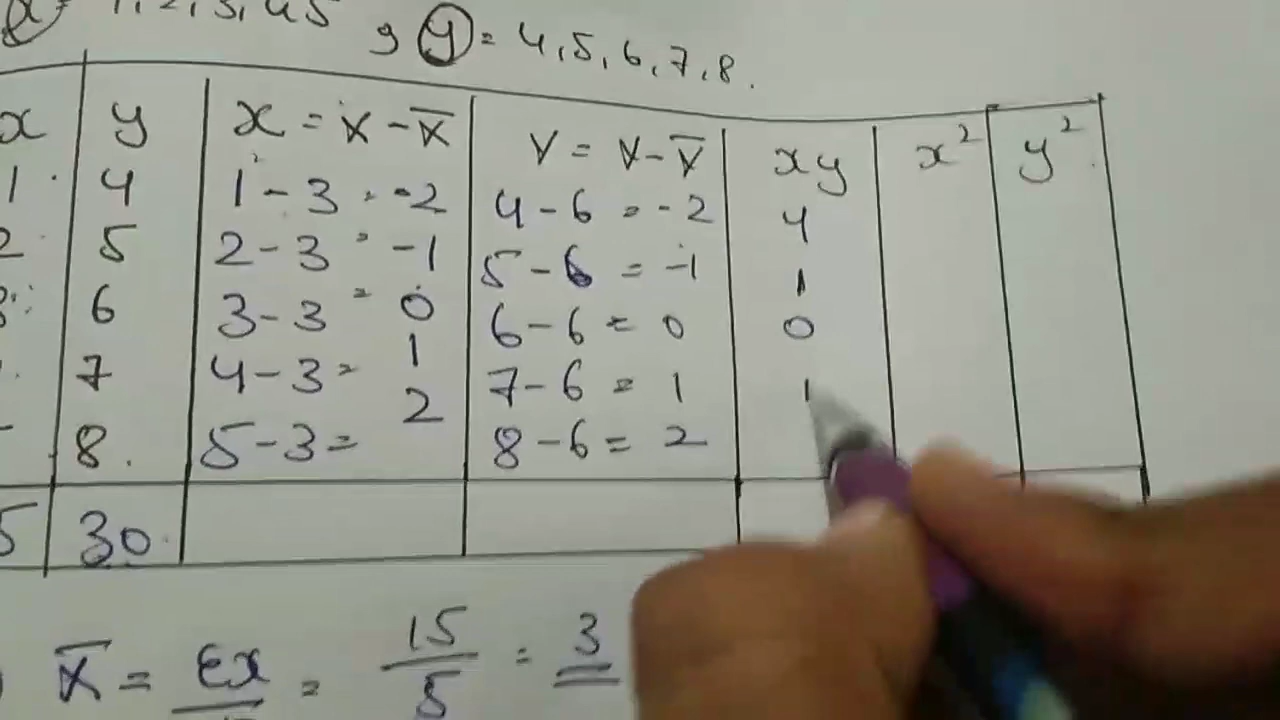 x = 1, 2, 3, 4 5 , y = 4, 5, 6, 7, 8.
x y x = X - X̅ Y = Y - Y̅ xy x² y²
1 4 1 - 3 = -2 4 - 6 = -2 4
2 5 2 - 3 = -1 5 - 6 = -1 1
3 6 3 - 3 = 0 6 - 6 = 0 0
7 4 - 3 = 1 7 - 6 = 1 1
8. 5 - 3 = 2 8 - 6 = 2
5 30
X̅ = Ex = 15 = 3
5